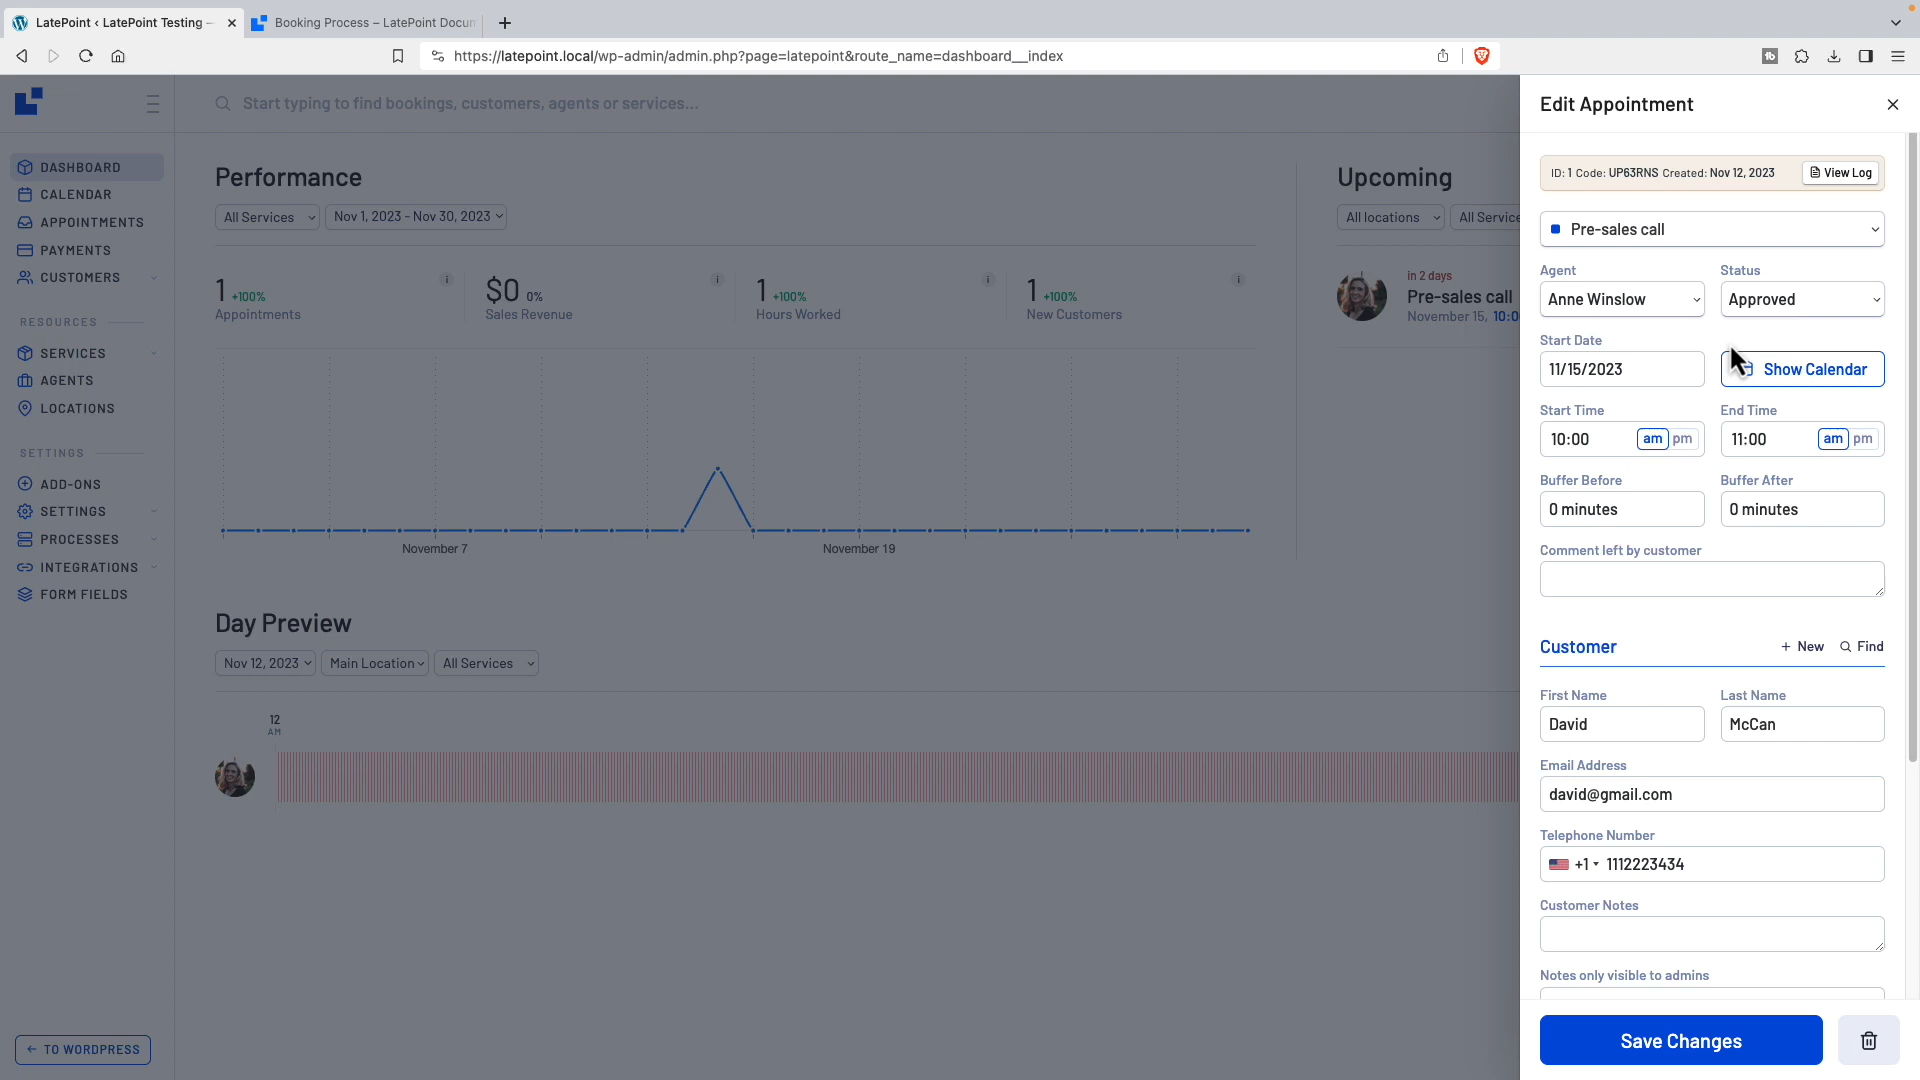 LatePoint ‹ LatePoint Testing –
Booking Process – LatePoint Docum
https://latepoint.local/wp-admin/admin.php?page=latepoint&route_name=dashboard__index
Start typing to find bookings, customers, agents or services...
DASHBOARD
CALENDAR
APPOINTMENTS
PAYMENTS
CUSTOMERS
RESOURCES
SERVICES
AGENTS
LOCATIONS
SETTINGS
ADD-ONS
SETTINGS
PROCESSES
INTEGRATIONS
FORM FIELDS
TO WORDPRESS
Performance
All Services
Nov 1, 2023 - Nov 30, 2023
1 +100%
Appointments
$0 0%
Sales Revenue
1 +100%
Hours Worked
1 +100%
New Customers
November 7
November 19
Day Preview
Nov 12, 2023
Main Location
All Services
12
AM
Upcoming
All locations
All Service
in 2 days
Pre-sales call
November 15, 10:0
Edit Appointment
ID: 1 Code: UP63RNS Created: Nov 12, 2023
View Log
Pre-sales call
Agent Status
Anne Winslow Approved
Start Date
11/15/2023 Show Calendar
Start Time End Time
10:00 am pm 11:00 am pm
Buffer Before Buffer After
0 minutes 0 minutes
Comment left by customer
Customer + New Find
First Name Last Name
David McCan
Email Address
david@gmail.com
Telephone Number
+1 1112223434
Customer Notes
Notes only visible to admins
Save Changes